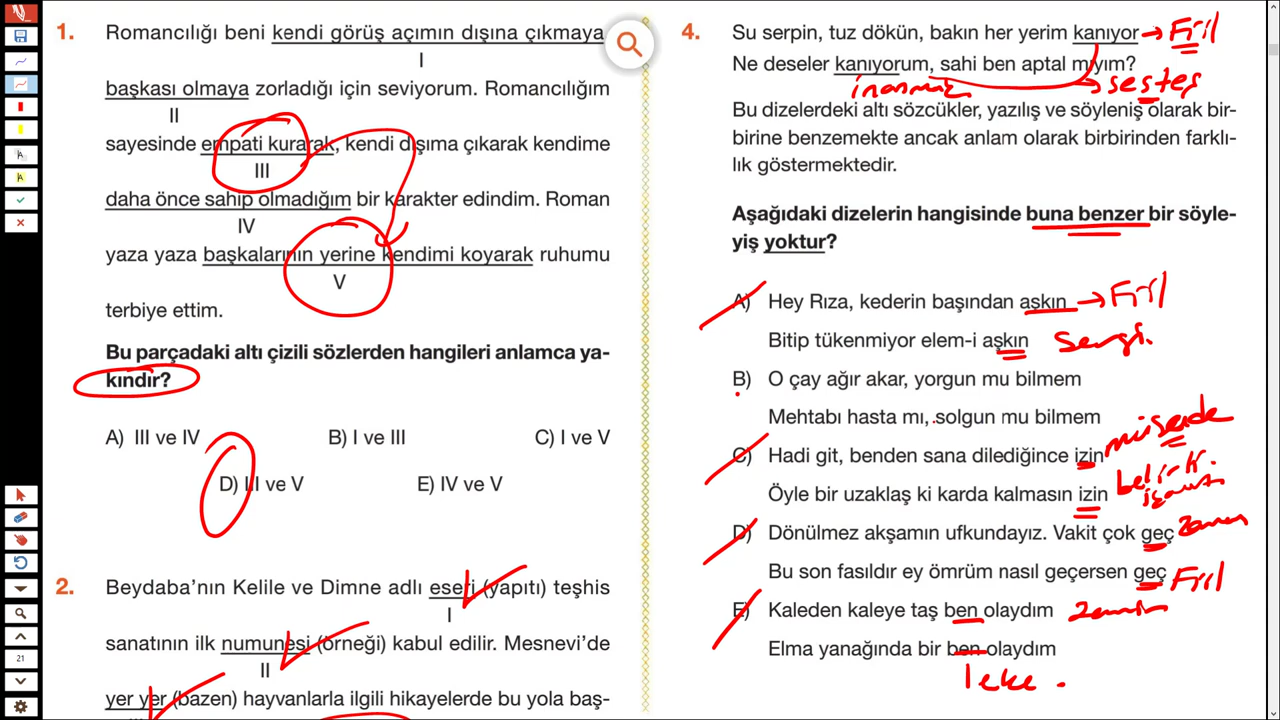 1. Romancılığı beni kendi görüş açımın dışına çıkmaya
I
başkası olmaya zorladığı için seviyorum. Romancılığım
II
sayesinde empati kurarak, kendi dışıma çıkarak kendime
III
daha önce sahip olmadığım bir karakter edindim. Roman
IV
yaza yaza başkalarının yerine kendimi koyarak ruhumu
V
terbiye ettim.
Bu parçadaki altı çizili sözlerden hangileri anlamca ya-
kındır?
A) III ve IV B) I ve III C) I ve V
D) III ve V E) IV ve V
2. Beydaba’nın Kelile ve Dimne adlı eseri (yapıtı) teşhis
I
sanatının ilk numunesi (örneği) kabul edilir. Mesnevi’de
II
yer yer (bazen) hayvanlarla ilgili hikayelerde bu yola baş-
4. Su serpin, tuz dökün, bakın her yerim kanıyor → Fiil
Ne deseler kanıyorum, sahi ben aptal mıyım?
inanmak sesteş
Bu dizelerdeki altı sözcükler, yazılış ve söyleniş olarak bir-
birine benzemekte ancak anlam olarak birbirinden farklı-
lık göstermektedir.
Aşağıdaki dizelerin hangisinde buna benzer bir söyle-
yiş yoktur?
A) Hey Rıza, kederin başından aşkın → Fiil
Bitip tükenmiyor elem-i aşkın sevgi.
B) O çay ağır akar, yorgun mu bilmem
Mehtabı hasta mı, solgun mu bilmem
C) Hadi git, benden sana dilediğince izin müsaade
Öyle bir uzaklaş ki karda kalmasın izin belirti.
işaret
D) Dönülmez akşamın ufkundayız. Vakit çok geç zaman
Bu son fasıldır ey ömrüm nasıl geçersen geç Fiil
E) Kaleden kaleye taş ben olaydım
Elma yanağında bir ben olaydım
leke.
21